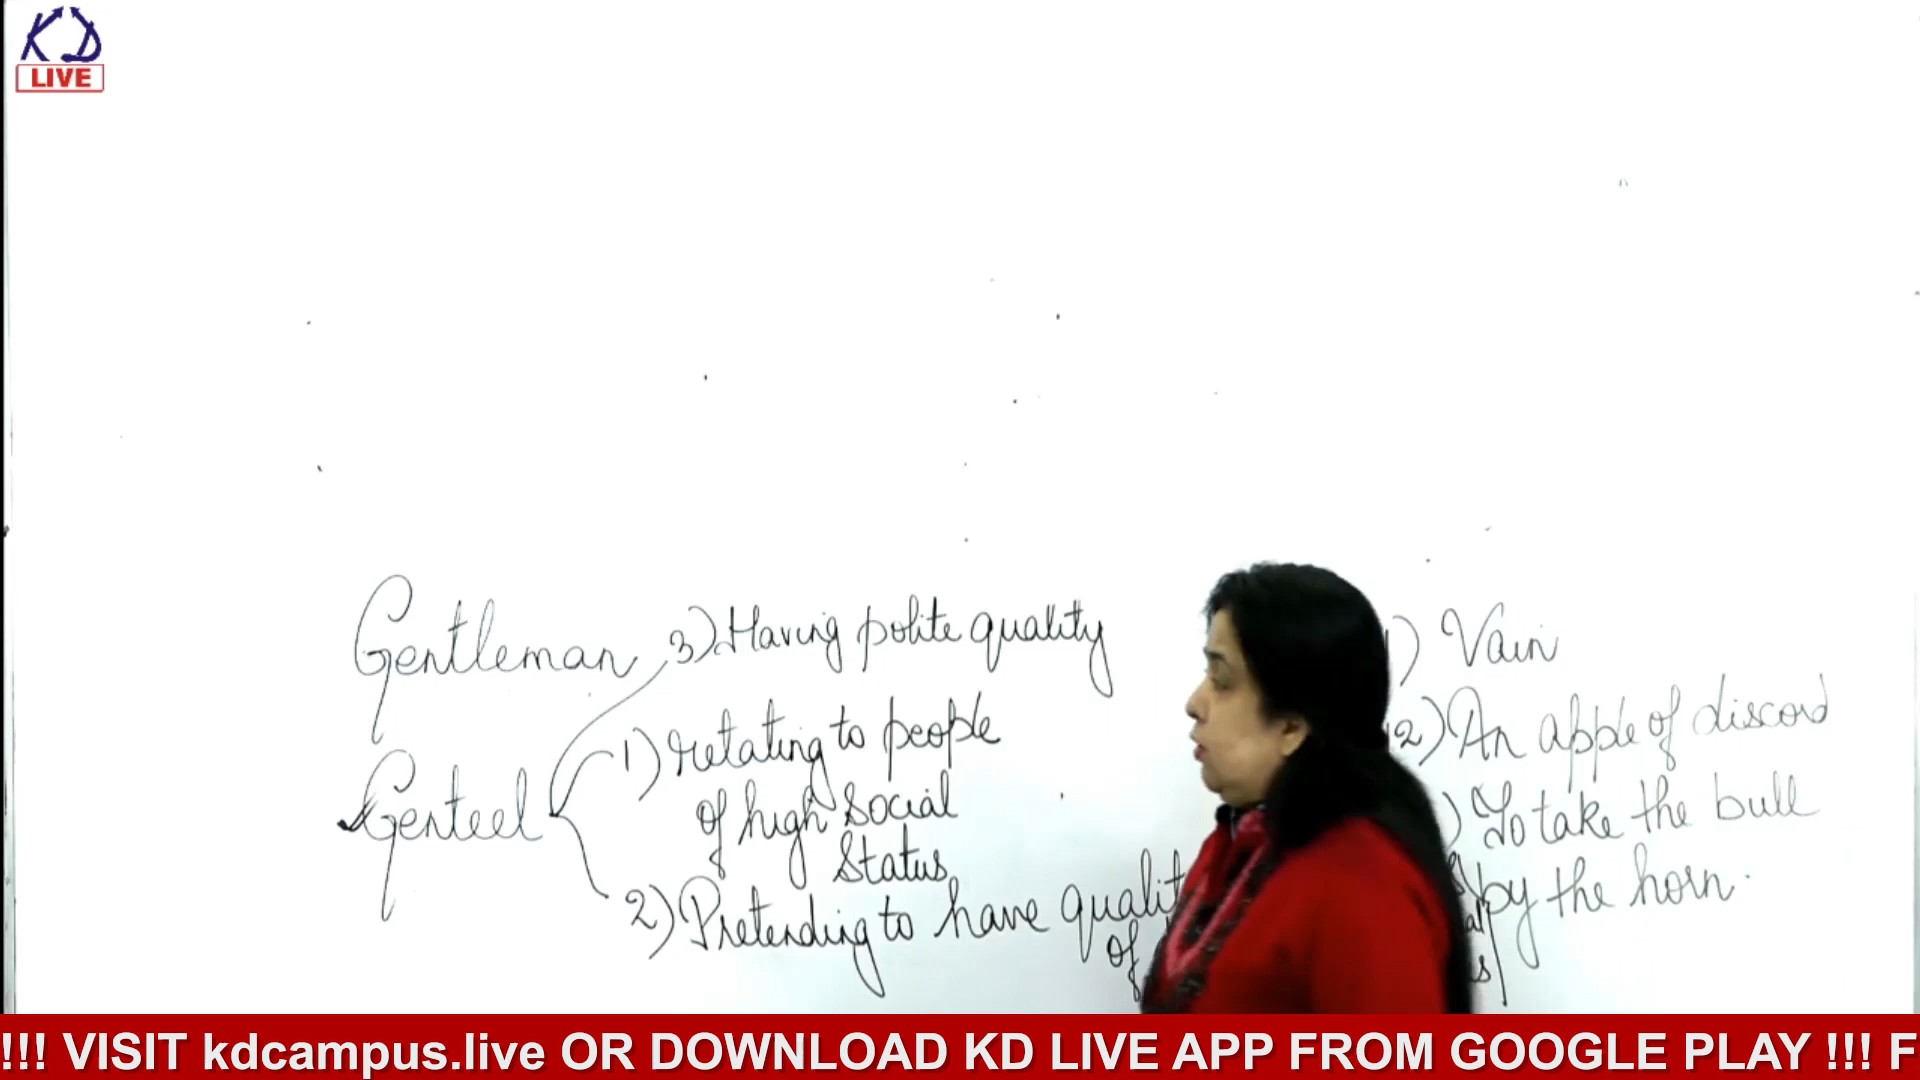 KD
LIVE
Gentleman
3) Having polite quality
Genteel
1) relating to people
of high social
status
2) Pretending to have qualit
of
1) Vain
2) An apple of discord
) To take the bull
by the horn.
al
s
!!! VISIT kdcampus.live OR DOWNLOAD KD LIVE APP FROM GOOGLE PLAY !!! F